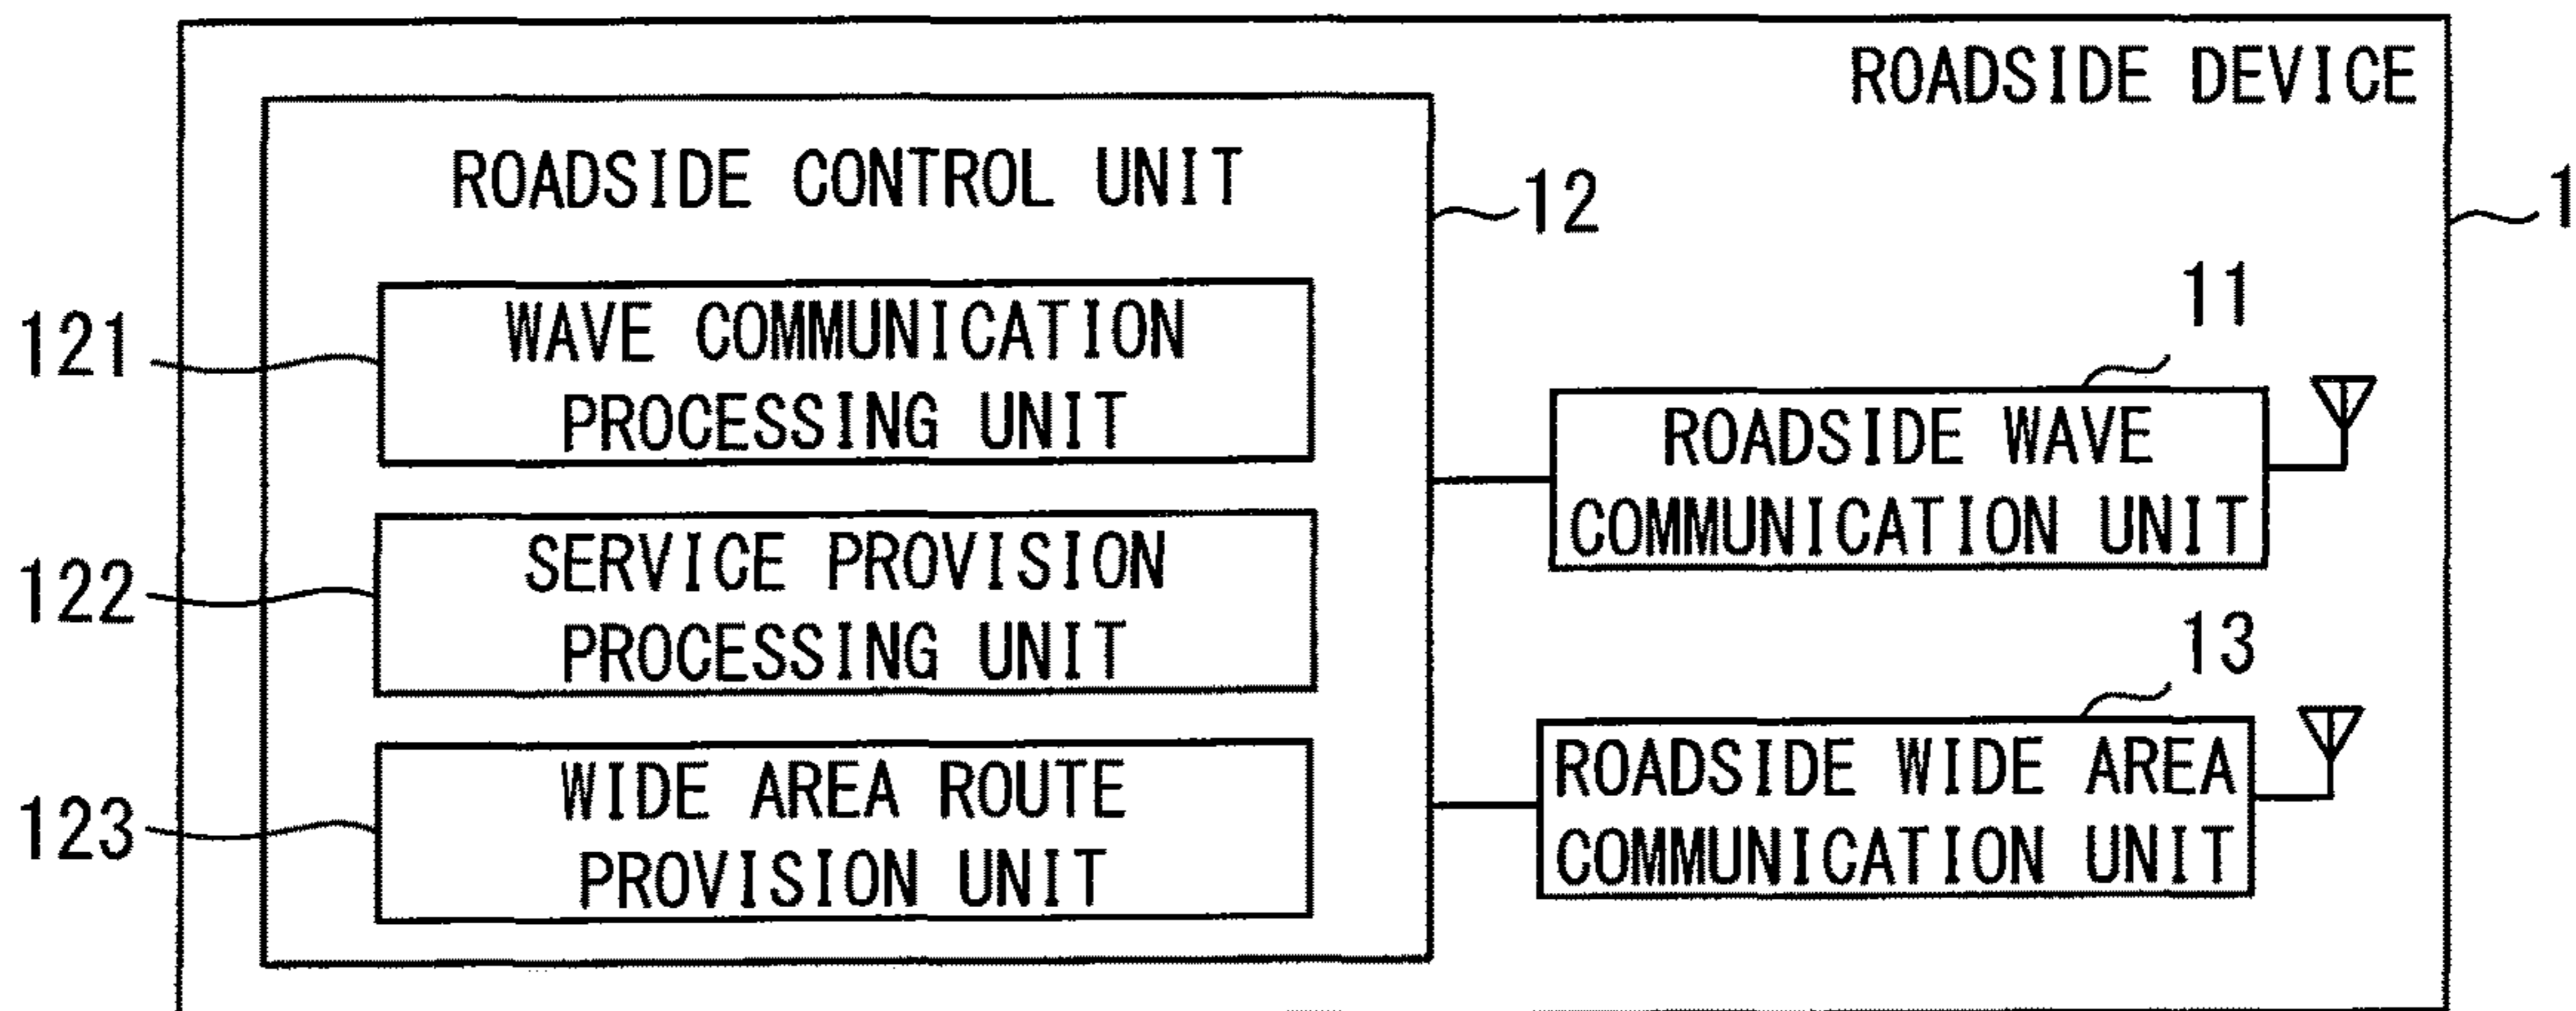 ROADSIDE DEVICE
1
ROADSIDE CONTROL UNIT
12
121
WAVE COMMUNICATION
PROCESSING UNIT
122
SERVICE PROVISION
PROCESSING UNIT
123
WIDE AREA ROUTE
PROVISION UNIT
11
ROADSIDE WAVE
COMMUNICATION UNIT
13
ROADSIDE WIDE AREA
COMMUNICATION UNIT